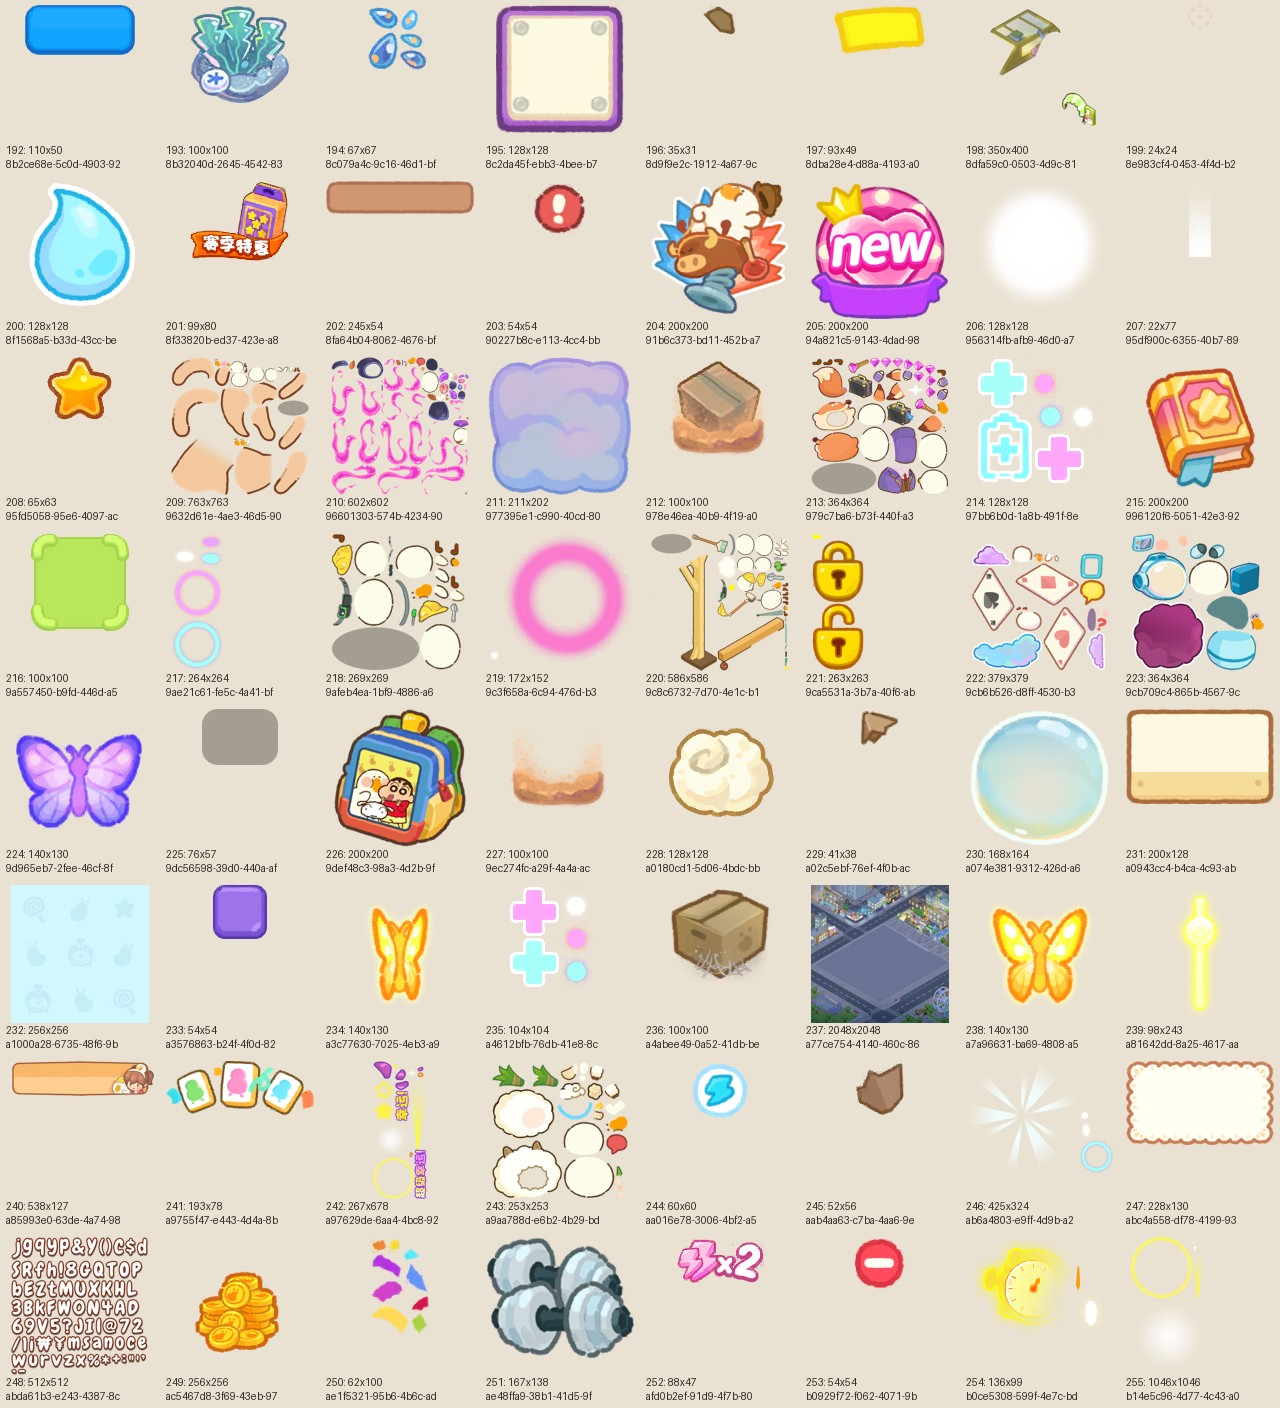 192: 110x50
8b2ce68e-5c0d-4903-92
193: 100x100
8b32040d-2645-4542-83
194: 67x67
8c079a4c-9c16-46d1-bf
195: 128x128
8c2da45f-ebb3-4bee-b7
196: 35x31
8d9f9e2c-1912-4a67-9c
197: 93x49
8dba28e4-d88a-4193-a0
198: 350x400
8dfa59c0-0503-4d9c-81
199: 24x24
8e983cf4-0453-4f4d-b2
赛季特惠
new
200: 128x128
8f1568a5-b33d-43cc-be
201: 99x80
8f33820b-ed37-423e-a8
202: 245x54
8fa64b04-8062-4676-bf
203: 54x54
90227b8c-e113-4cc4-bb
204: 200x200
91b6c373-bd11-452b-a7
205: 200x200
94a821c5-9143-4dad-98
206: 128x128
956314fb-afb9-46d0-a7
207: 22x77
95df900c-6355-40b7-89
208: 65x63
95fd5058-95e6-4097-ac
209: 763x763
9632d61e-4ae3-46d5-90
210: 602x602
96601303-574b-4234-90
211: 211x202
977395e1-c990-40cd-80
212: 100x100
978e46ea-40b9-4f19-a0
213: 364x364
979c7ba6-b73f-440f-a3
214: 128x128
97bb6b0d-1a8b-491f-8e
215: 200x200
996120f6-5051-42e3-92
216: 100x100
9a557450-b9fd-446d-a5
217: 264x264
9ae21c61-fe5c-4a41-bf
218: 269x269
9afeb4ea-1bf9-4886-a6
219: 172x152
9c3f658a-6c94-476d-b3
220: 586x586
9c8c6732-7d70-4e1c-b1
221: 263x263
9ca5531a-3b7a-40f6-ab
222: 379x379
9cb6b526-d8ff-4530-b3
223: 364x364
9cb709c4-865b-4567-9c
224: 140x130
9d965eb7-2fee-46cf-8f
225: 76x57
9dc56598-39d0-440a-af
226: 200x200
9def48c3-98a3-4d2b-9f
227: 100x100
9ec274fc-a29f-4a4a-ac
228: 128x128
a0180cd1-5d06-4bdc-bb
229: 41x38
a02c5ebf-76ef-4f0b-ac
230: 168x164
a074e381-9312-426d-a6
231: 200x128
a0943cc4-b4ca-4c93-ab
232: 256x256
a1000a28-6735-48f6-9b
233: 54x54
a3576863-b24f-4f0d-82
234: 140x130
a3c77630-7025-4eb3-a9
235: 104x104
a4612bfb-76db-41e8-8c
236: 100x100
a4abee49-0a52-41db-be
237: 2048x2048
a77ce754-4140-460c-86
238: 140x130
a7a96631-ba69-4808-a5
239: 98x243
a81642dd-8a25-4617-aa
240: 538x127
a85993e0-63de-4a74-98
241: 193x78
a9755f47-e443-4d4a-8b
242: 267x678
a97629de-6aa4-4bc8-92
243: 253x253
a9aa788d-e6b2-4b29-bd
244: 60x60
aa016e78-3006-4bf2-a5
245: 52x56
aab4aa63-c7ba-4aa6-9e
246: 425x324
ab6a4803-e9ff-4d9b-a2
247: 228x130
abc4a558-df78-4199-93
jgqyp&y()c$d
SRfh!8GQTOP
bEZtMUXKHL
3BKFWON4AD
69V5?JIl@72
x2
248: 512x512
abda61b3-e243-4387-8c
249: 256x256
ac5467d8-3f69-43eb-97
250: 62x100
ae1f5321-95b6-4b6c-ad
251: 167x138
ae48ffa9-38b1-41d5-9f
252: 88x47
afd0b2ef-91d9-4f7b-80
253: 54x54
b0929f72-f062-4071-9b
254: 136x99
b0ce5308-599f-4e7c-bd
255: 1046x1046
b14e5c96-4d77-4c43-a0